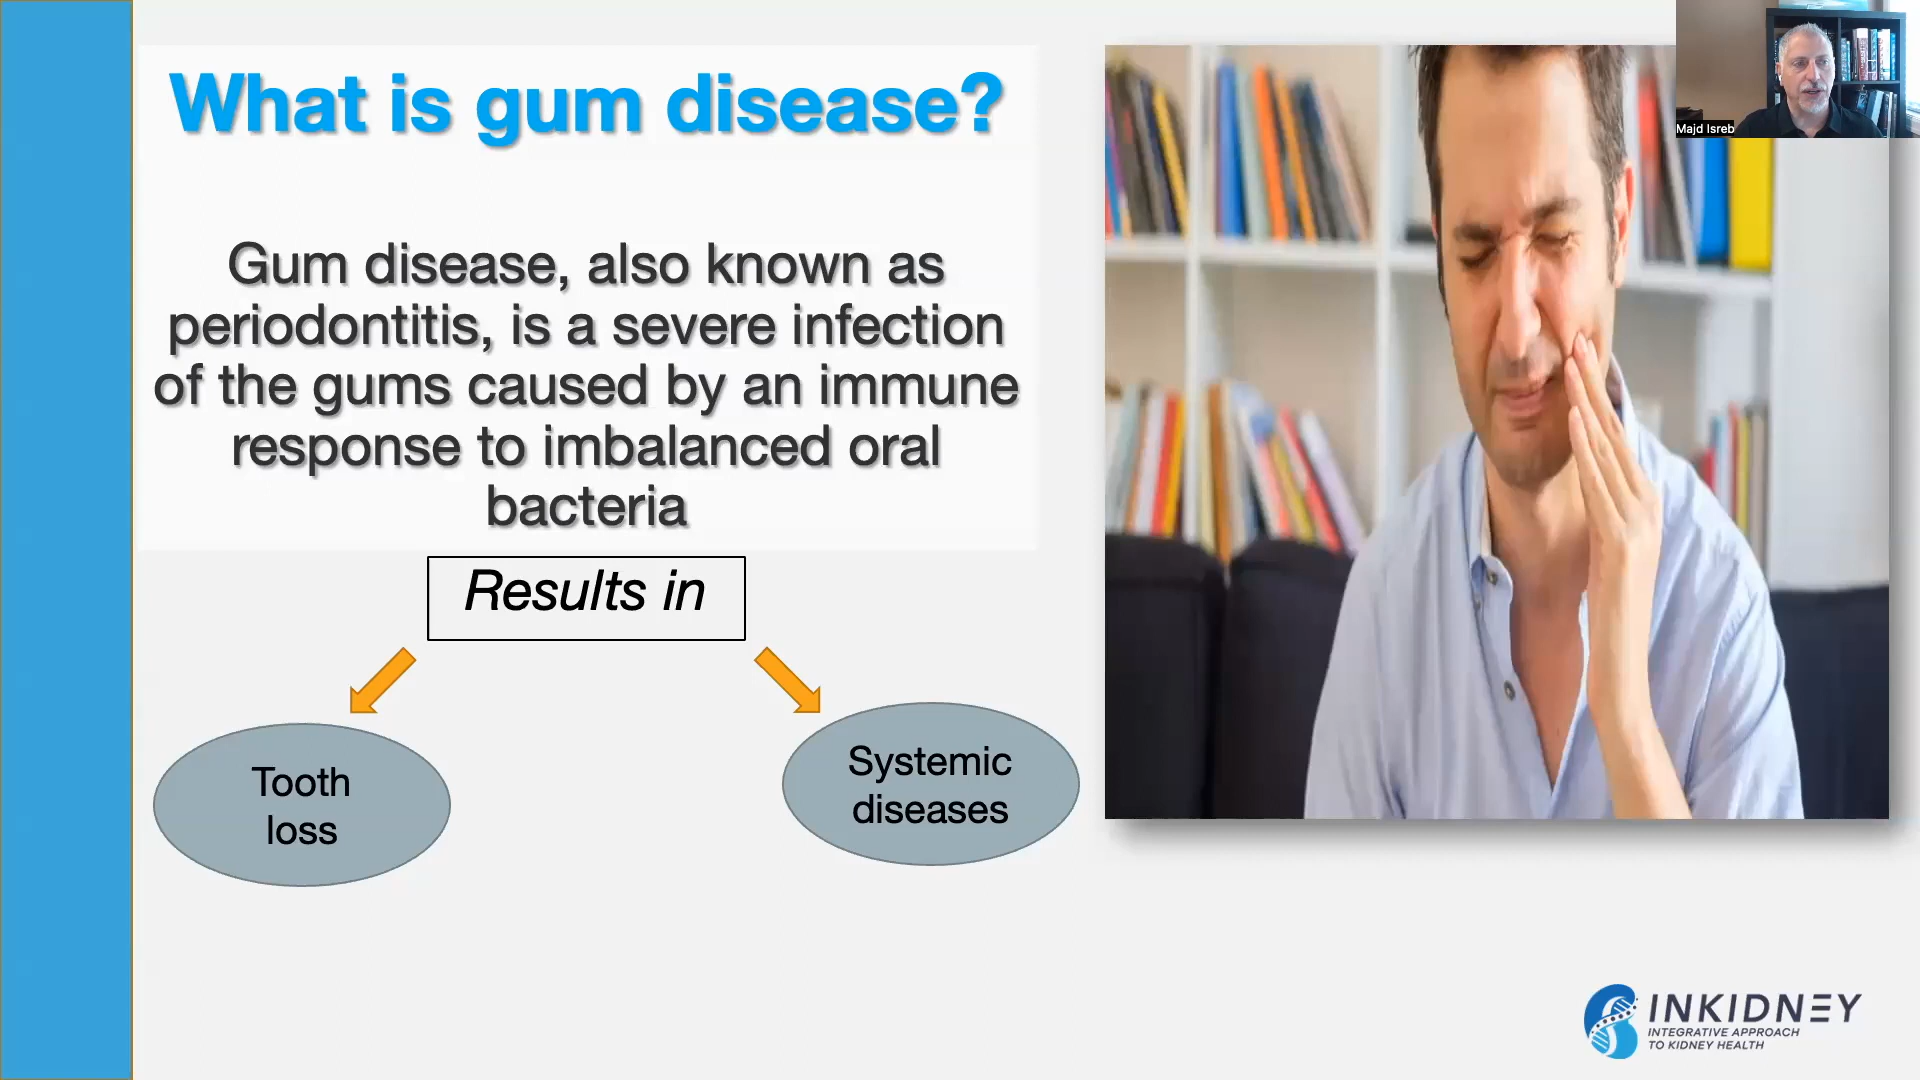 What is gum disease?
Gum disease, also known as
periodontitis, is a severe infection
of the gums caused by an immune
response to imbalanced oral
bacteria
Results in
Tooth
loss
Systemic
diseases
Majd Isreb
INKIDNEY
INTEGRATIVE APPROACH
TO KIDNEY HEALTH